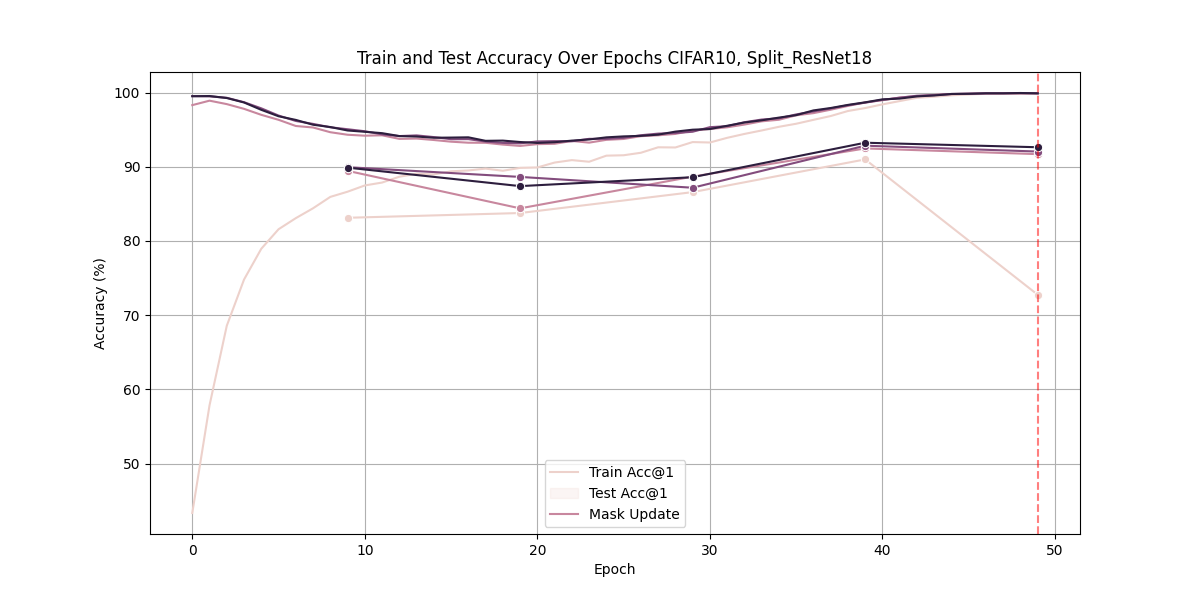 Train and Test Accuracy Over Epochs CIFAR10, Split_ResNet18
100
90
80
70
60
50
Accuracy (%)
Train Acc@1
Test Acc@1
Mask Update
0 10 20 30 40 50
Epoch